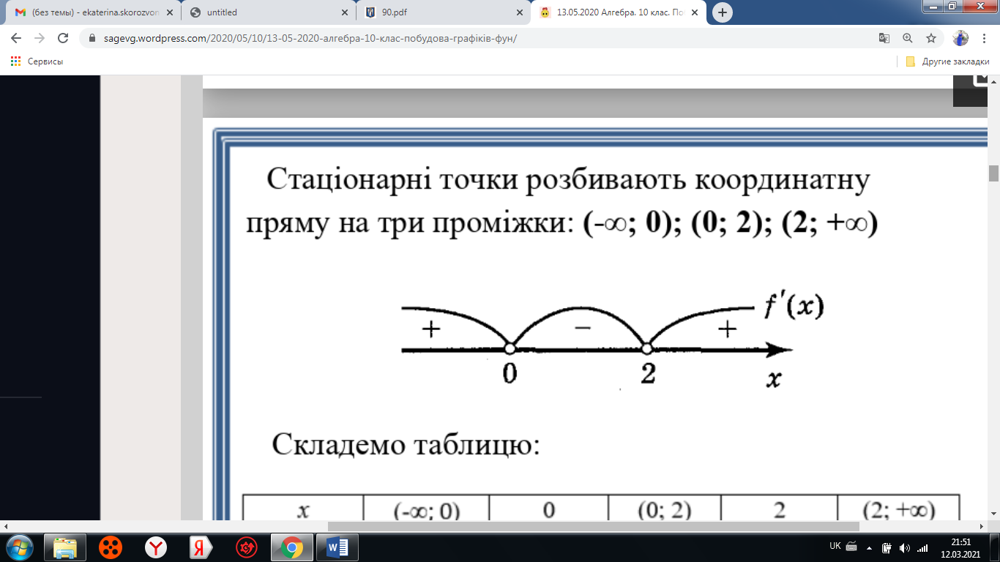 (без темы) - ekaterina.skorozvon
untitled
90.pdf
13.05.2020 Алгебра. 10 клас. По
sagevg.wordpress.com/2020/05/10/13-05-2020-алгебра-10-клас-побудова-графіків-фун/
Сервисы
Другие закладки
Стаціонарні точки розбивають координатну
пряму на три проміжки: (-∞; 0); (0; 2); (2; +∞)
f′(x)
+ − +
0 2 x
Складемо таблицю:
x (-∞; 0) 0 (0; 2) 2 (2; +∞)
UK
21:51
12.03.2021